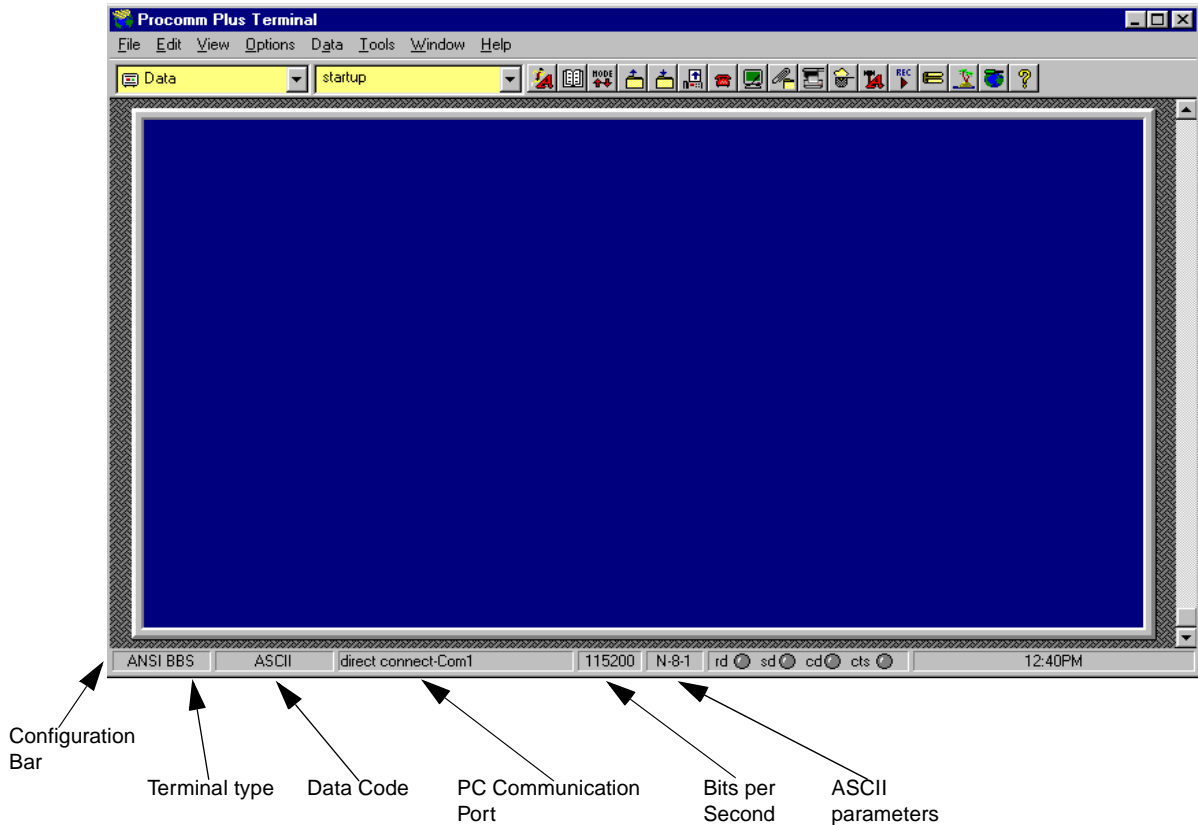 Procomm Plus Terminal
File Edit View Options Data Tools Window Help
Data startup MODE REC
ANSI BBS ASCII direct connect-Com1 115200 N-8-1 rd sd cd cts 12:40PM
Configuration
Bar
Terminal type Data Code PC Communication Bits per ASCII
Port Second parameters